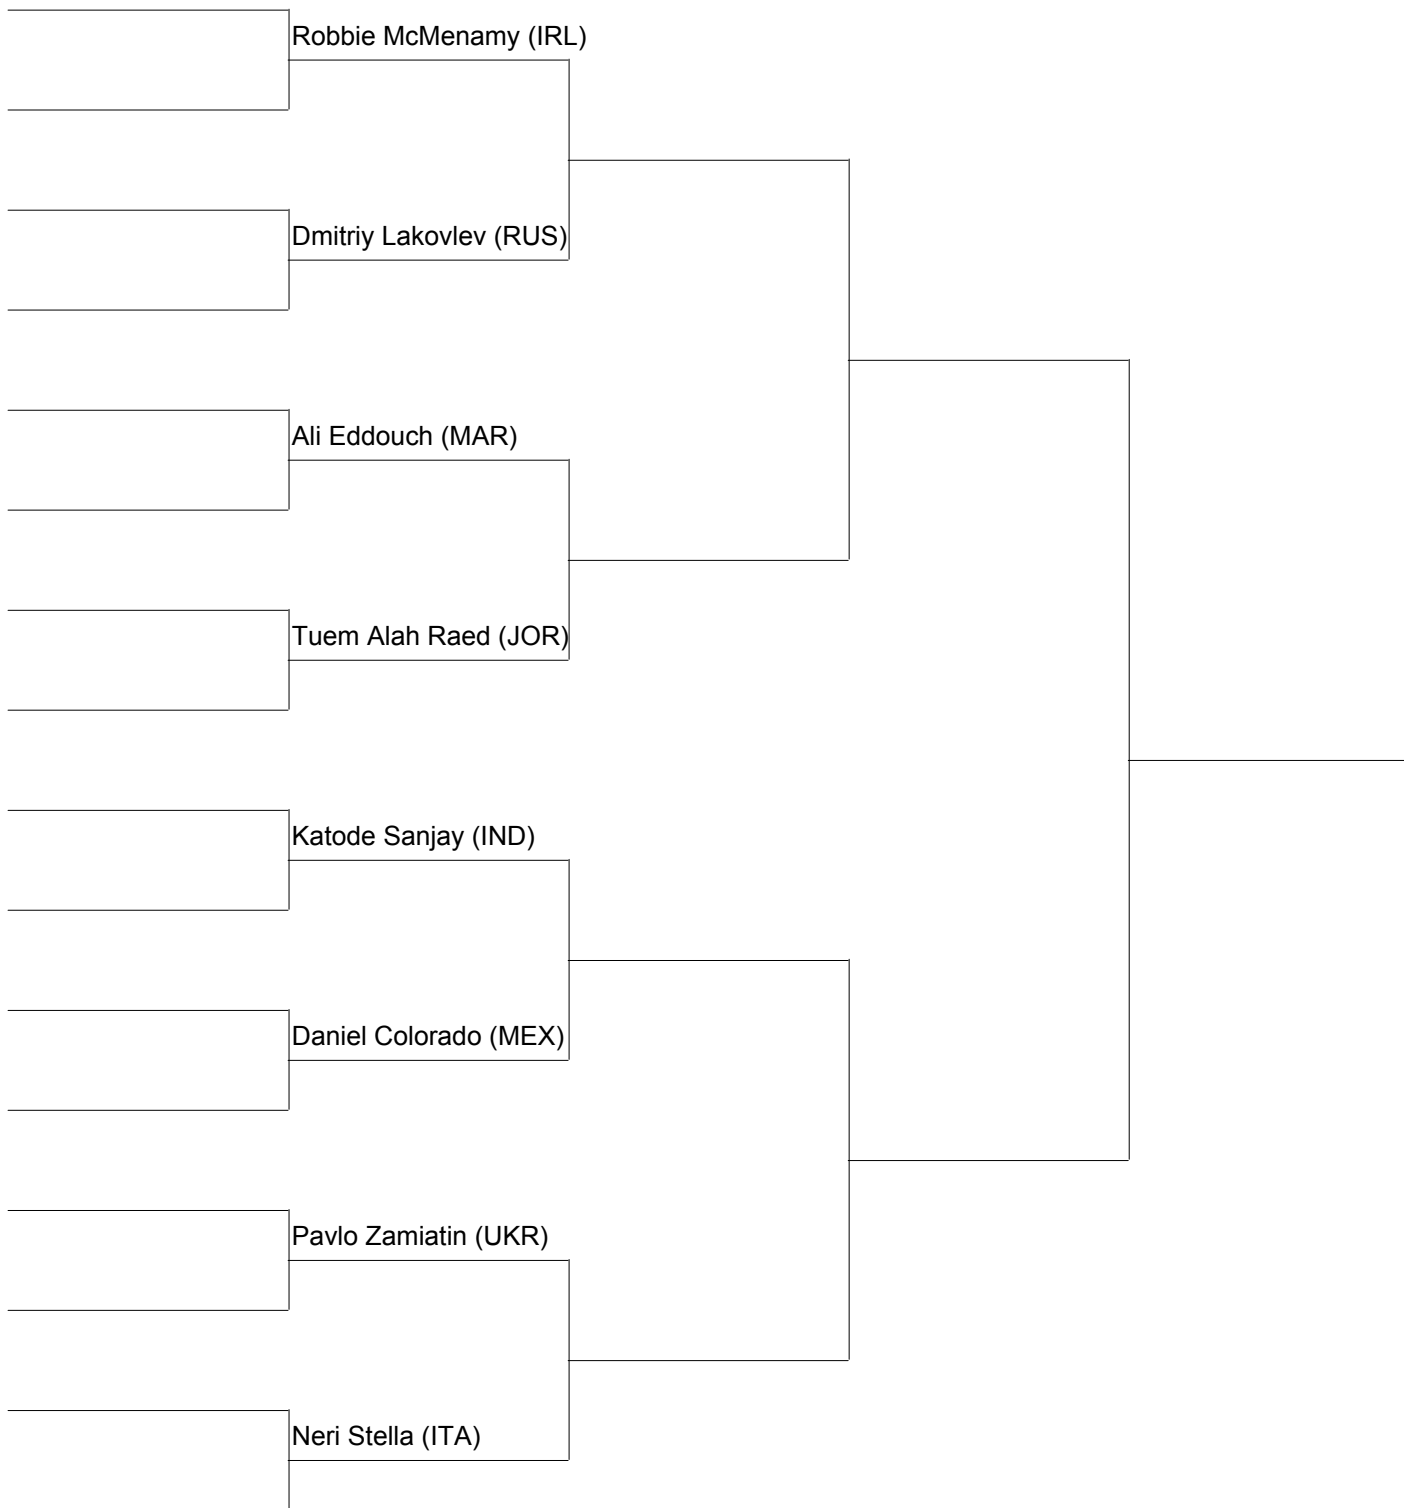 Robbie McMenamy (IRL)
Dmitriy Lakovlev (RUS)
Ali Eddouch (MAR)
Tuem Alah Raed (JOR)
Katode Sanjay (IND)
Daniel Colorado (MEX)
Pavlo Zamiatin (UKR)
Neri Stella (ITA)